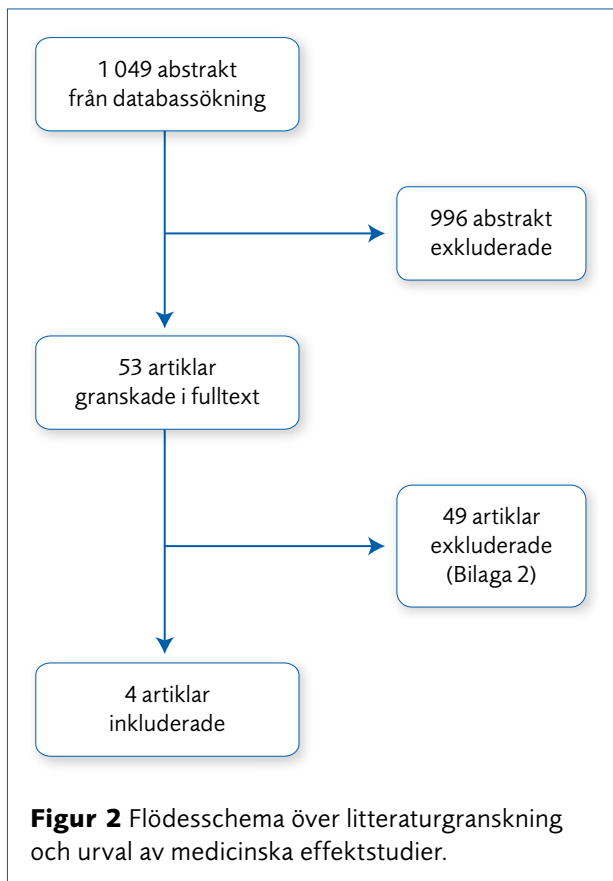 1 049 abstrakt
från databassökning
996 abstrakt
exkluderade
53 artiklar
granskade i fulltext
49 artiklar
exkluderade
(Bilaga 2)
4 artiklar
inkluderade
Figur 2 Flödesschema över litteraturgranskning
och urval av medicinska effektstudier.